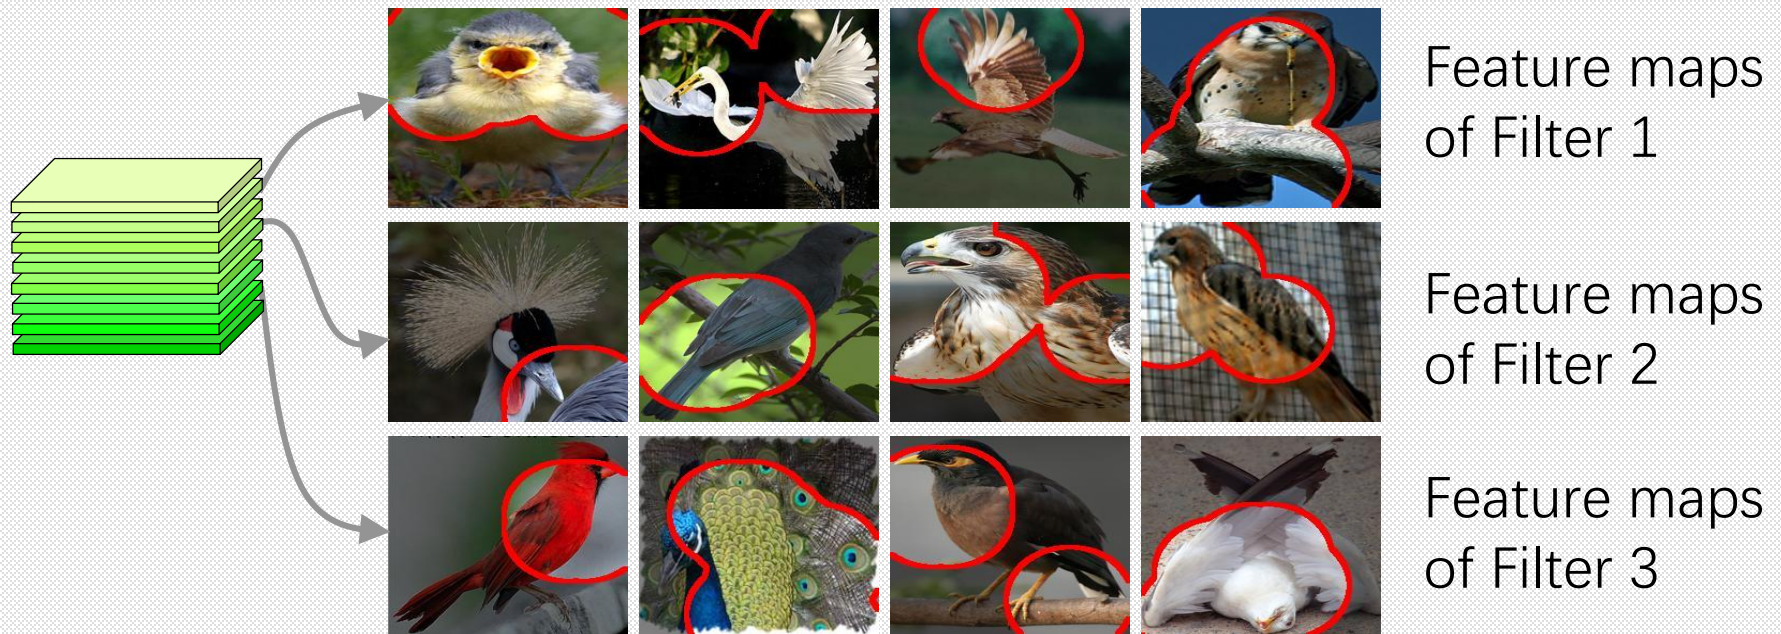 Feature maps
of Filter 1
Feature maps
of Filter 2
Feature maps
of Filter 3